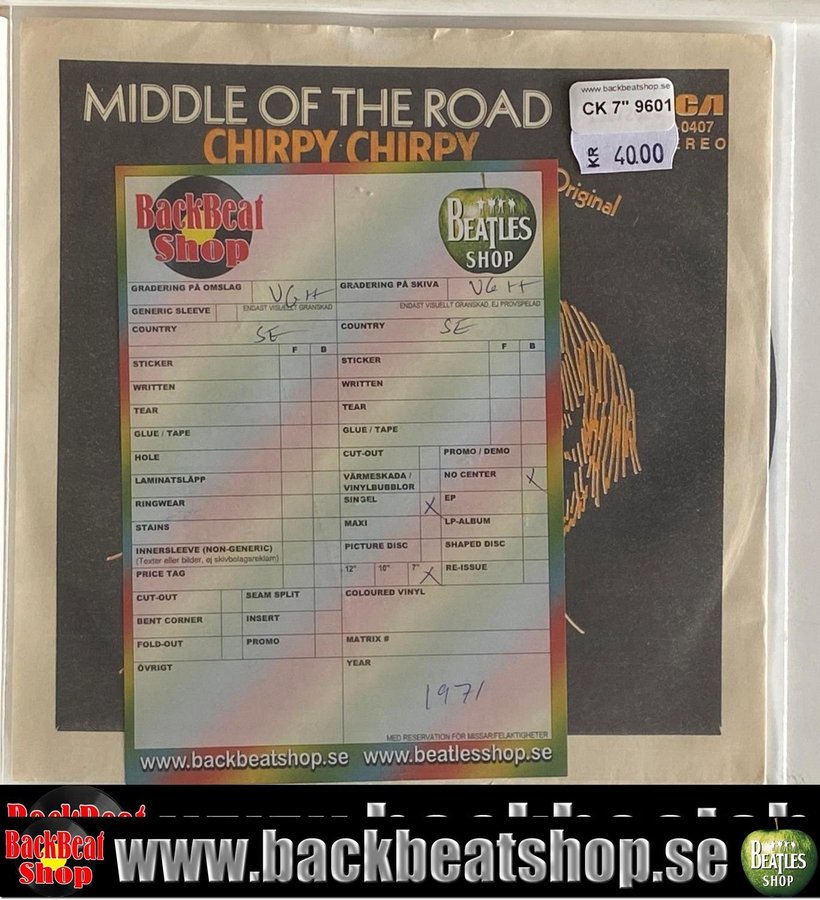 MIDDLE OF THE ROAD
CHIRPY CHIRPY
www.backbeatshop.se
CK 7" 9601
KR 40.00
0407
Original
BackBeat
Shop
BEATLES
SHOP
GRADERING PÅ OMSLAG VG++
ENDAST VISUELLT GRANSKAD
GENERIC SLEEVE
COUNTRY SE
F B
STICKER
WRITTEN
TEAR
GLUE / TAPE
HOLE
LAMINATSLÄPP
RINGWEAR
STAINS
INNERSLEEVE (NON-GENERIC)
(Texter eller bilder, ej skivbolagsreklam)
PRICE TAG
CUT-OUT SEAM SPLIT
BENT CORNER INSERT
FOLD-OUT PROMO
ÖVRIGT
GRADERING PÅ SKIVA VG++
ENDAST VISUELLT GRANSKAD, EJ PROVSPELAD
COUNTRY SE
F B
STICKER
WRITTEN
TEAR
GLUE / TAPE
CUT-OUT PROMO / DEMO
VÄRMESKADA / VINYLBUBBLOR NO CENTER X
SINGEL X EP
MAXI LP-ALBUM
PICTURE DISC SHAPED DISC
12" 10" 7" X RE-ISSUE
COLOURED VINYL
MATRIX #
YEAR
1971
MED RESERVATION FÖR MISSAR/FELAKTIGHETER
www.backbeatshop.se www.beatlesshop.se
BackBeat
Shop
www.backbeatshop.se
BEATLES
SHOP